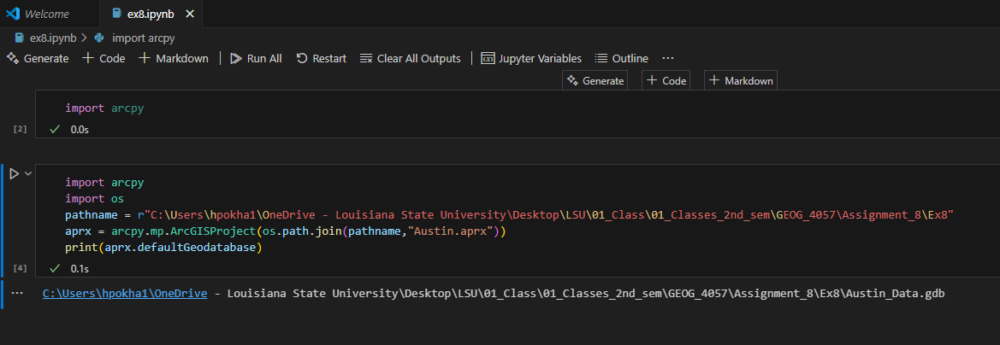 Welcome ex8.ipynb
ex8.ipynb > import arcpy
Generate + Code + Markdown | Run All Restart Clear All Outputs | Jupyter Variables Outline ...
Generate + Code + Markdown
import arcpy
[2] 0.0s
import arcpy
import os
pathname = r"C:\Users\hpokha1\OneDrive - Louisiana State University\Desktop\LSU\01_Class\01_Classes_2nd_sem\GEOG_4057\Assignment_8\Ex8"
aprx = arcpy.mp.ArcGISProject(os.path.join(pathname,"Austin.aprx"))
print(aprx.defaultGeodatabase)
[4] 0.1s
... C:\Users\hpokha1\OneDrive - Louisiana State University\Desktop\LSU\01_Class\01_Classes_2nd_sem\GEOG_4057\Assignment_8\Ex8\Austin_Data.gdb